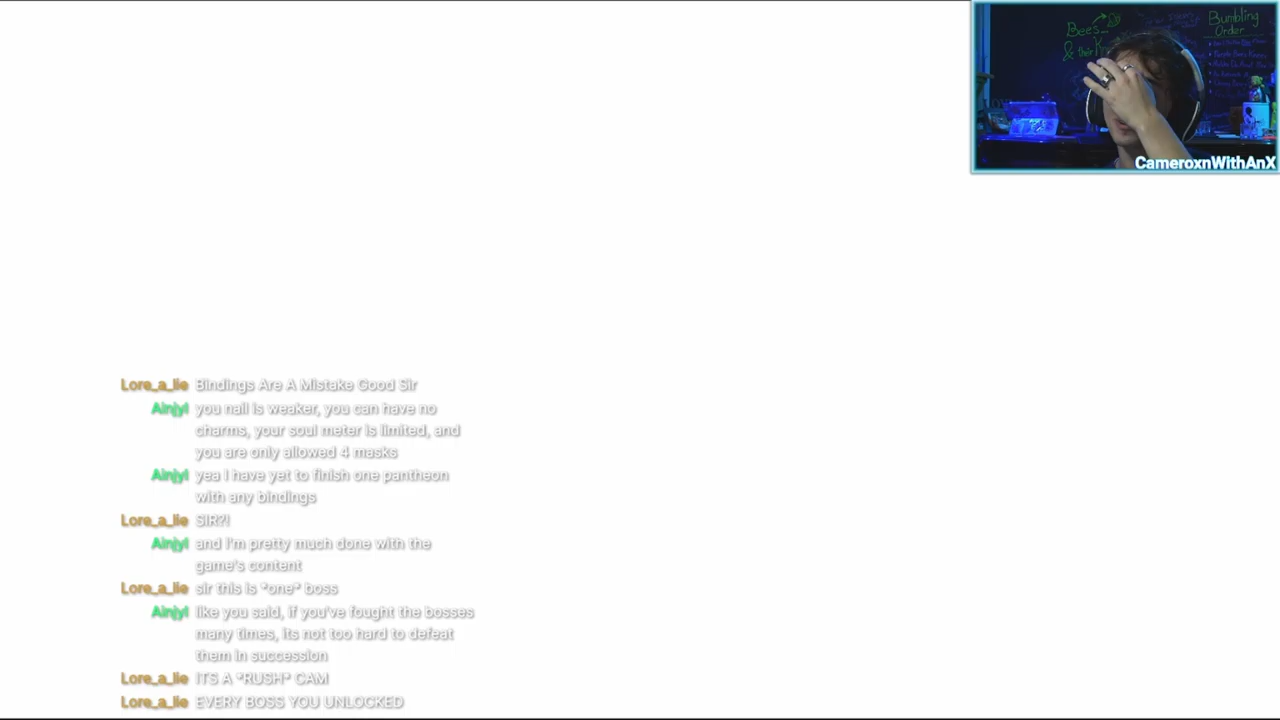 Bees
& their Kn
Bumbling
Order
CameroxnWithAnX
Lore_a_lie Bindings Are A Mistake Good Sir
Ainjyl you nail is weaker, you can have no
charms, your soul meter is limited, and
you are only allowed 4 masks
Ainjyl yea I have yet to finish one pantheon
with any bindings
Lore_a_lie SIR?!
Ainjyl and I'm pretty much done with the
game's content
Lore_a_lie sir this is *one* boss
Ainjyl like you said, if you've fought the bosses
many times, its not too hard to defeat
them in succession
Lore_a_lie ITS A *RUSH* CAM
Lore_a_lie EVERY BOSS YOU UNLOCKED